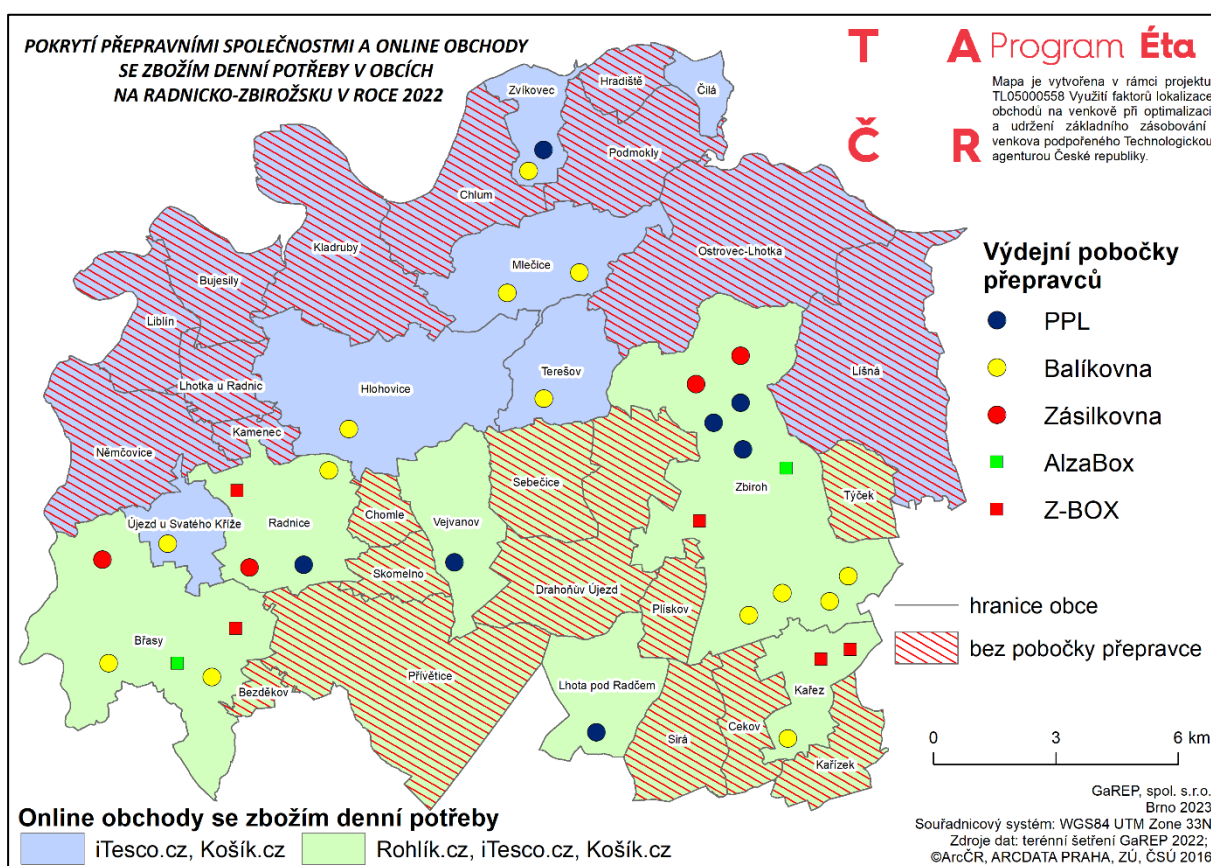 POKRYTÍ PŘEPRAVNÍMI SPOLEČNOSTMI A ONLINE OBCHODY
SE ZBOŽÍM DENNÍ POTŘEBY V OBCÍCH
NA RADNICKO-ZBIROŽSKU V ROCE 2022
T A
Č R
Program Éta
Mapa je vytvořena v rámci projektu
TL05000558 Využití faktorů lokalizace
obchodů na venkově při optimalizaci
a udržení základního zásobování
venkova podpořeného Technologickou
agenturou České republiky.
Zvíkovec
Hradiště
Čilá
Podmokly
Chlum
Kladruby
Mlečice
Ostrovec-Lhotka
Bujesily
Liblín
Lhotka u Radnic
Hlohovice
Terešov
Líšná
Kamenec
Němčovice
Sebečice
Zbiroh
Týček
Újezd u Svatého Kříže
Radnice
Chomle
Vejvanov
Skomelno
Drahoňův Újezd
Plískov
Břasy
Přívětice
Bezděkov
Lhota pod Radčem
Kařez
Sirá
Cekov
Kařízek
Výdejní pobočky
přepravců
PPL
Balíkovna
Zásilkovna
AlzaBox
Z-BOX
hranice obce
bez pobočky přepravce
0 3 6 km
Online obchody se zbožím denní potřeby
iTesco.cz, Košík.cz
Rohlík.cz, iTesco.cz, Košík.cz
GaREP, spol. s.r.o.
Brno 2023
Souřadnicový systém: WGS84 UTM Zone 33N
Zdroje dat: terénní šetření GaREP 2022;
©ArcČR, ARCDATA PRAHA, ZÚ, ČSÚ 2016